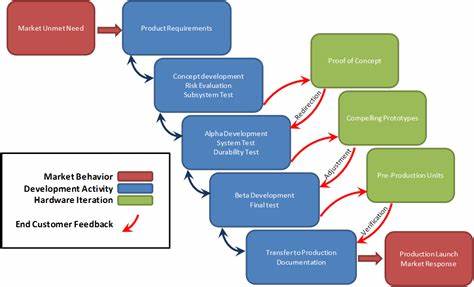 Market Unmet Need
Product Requirements
Concept development
Risk Evaluation
Subsystem Test
Proof of Concept
Redirection
Alpha Development
System Test
Durability Test
Compelling Prototypes
Adjustment
Beta Development
Final test
Pre-Production Units
Verification
Transfer to Production
Documentation
Production Launch
Market Response
Market Behavior
Development Activity
Hardware Iteration
End Customer Feedback